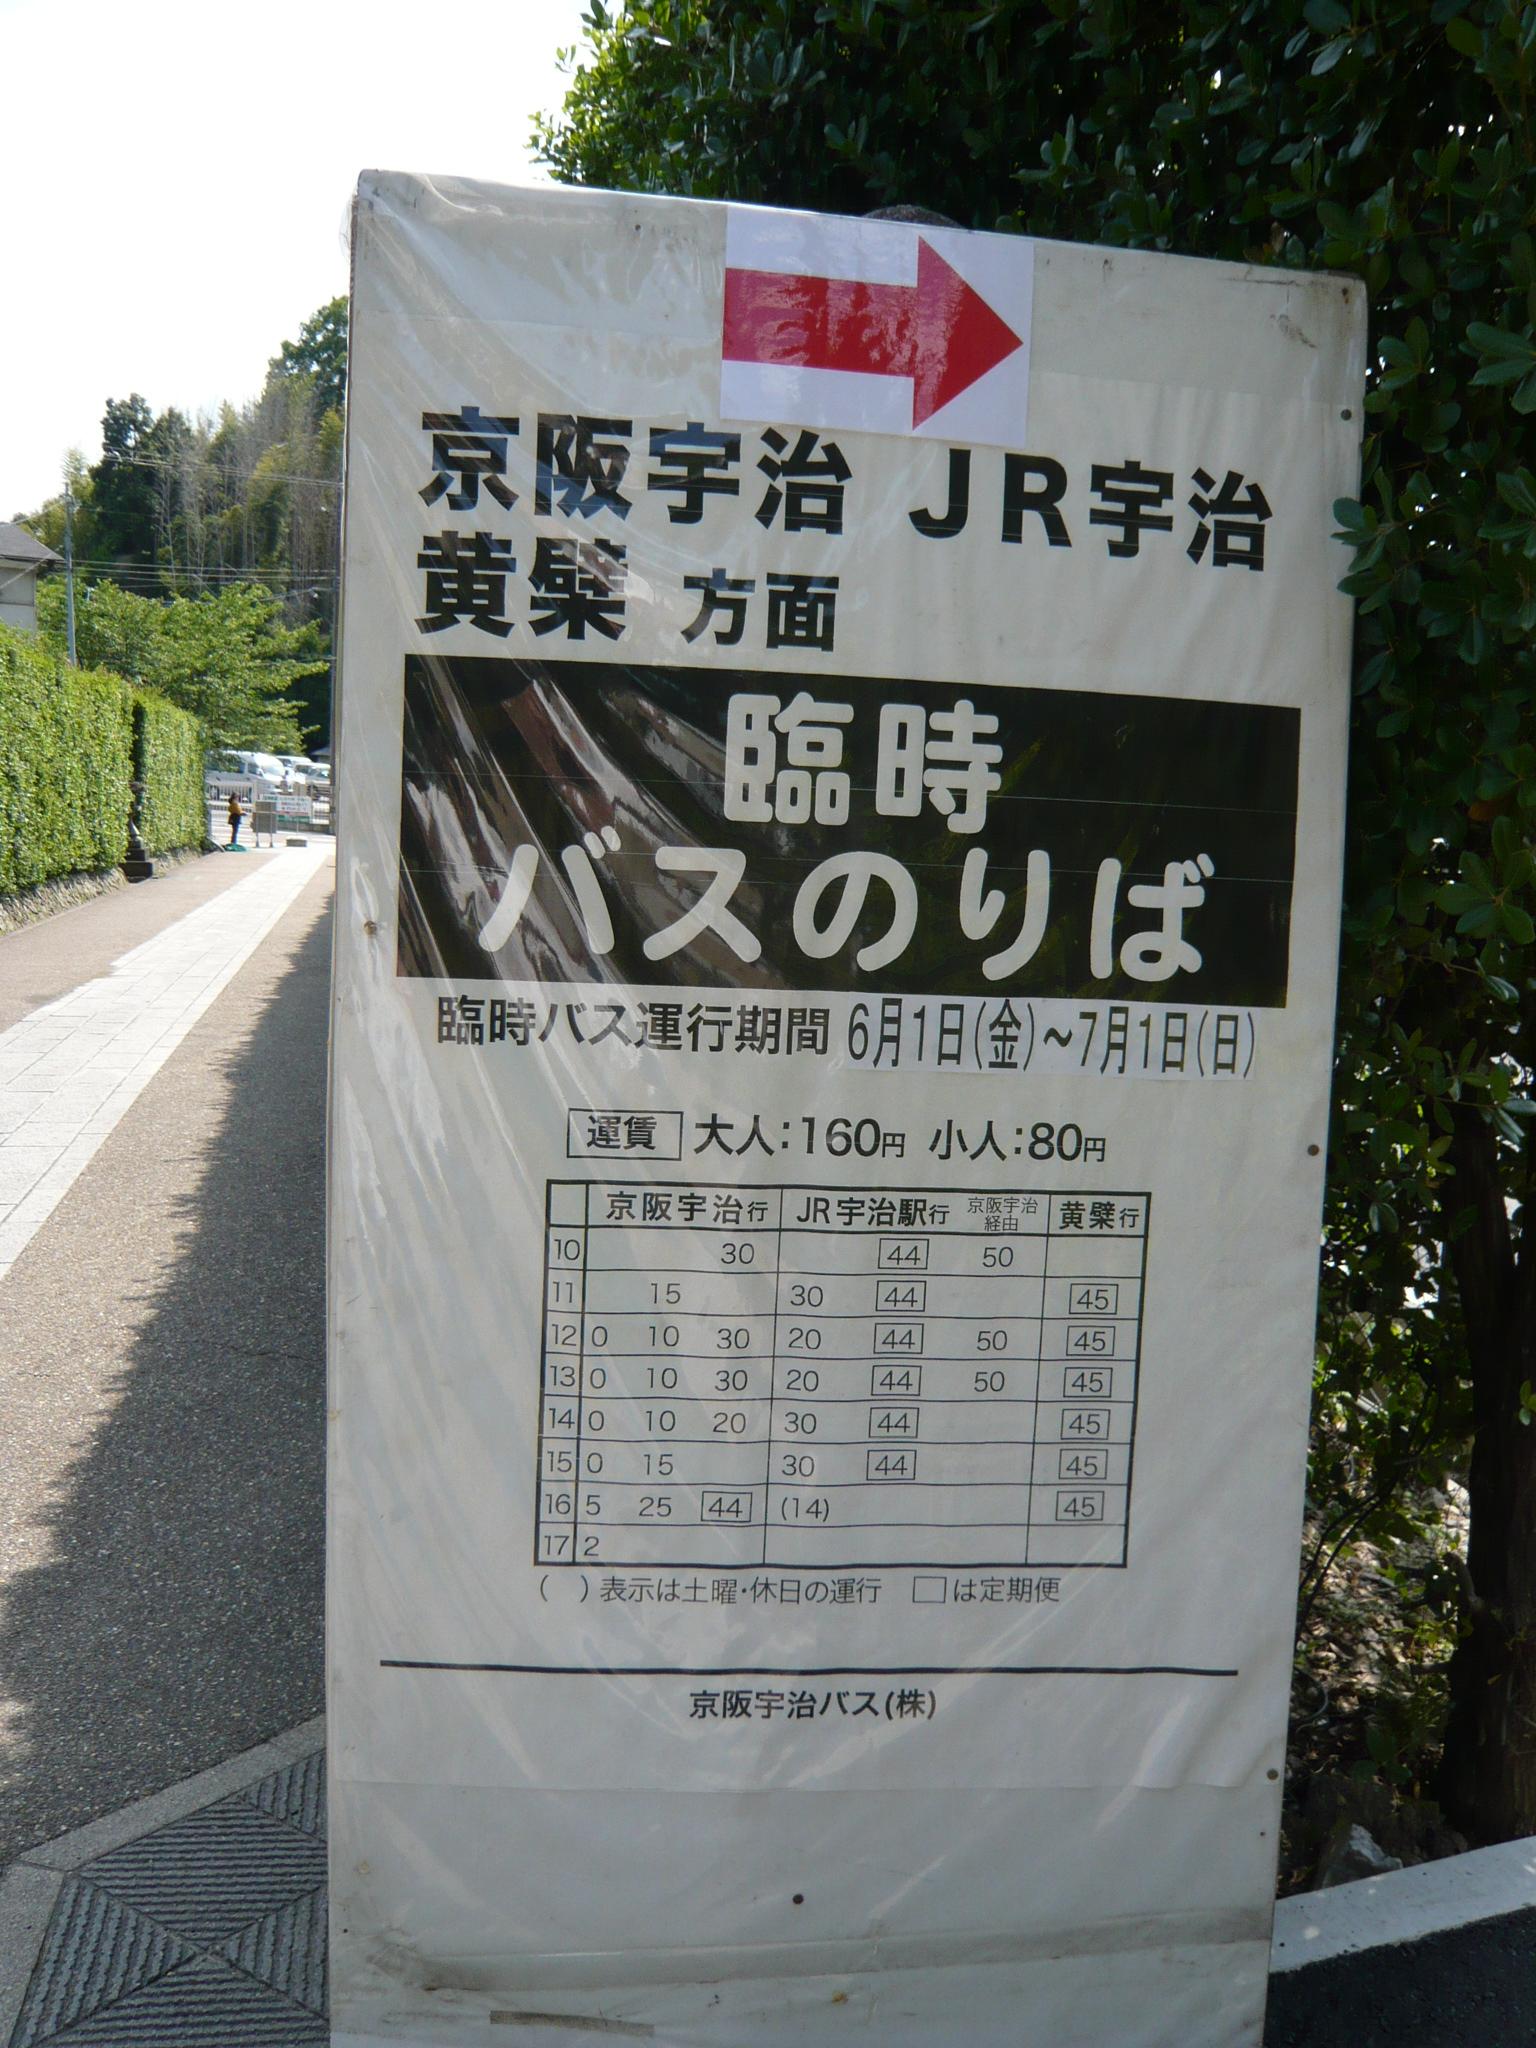 京阪宇治 JR宇治
黄檗 方面
臨時
バスのりば
臨時バス運行期間 6月1日(金)～7月1日(日)
運賃 大人:160円 小人:80円
京阪宇治行 JR宇治駅行 京阪宇治経由 黄檗行
10 30 44 50
11 15 30 44 45
12 0 10 30 20 44 50 45
13 0 10 30 20 44 50 45
14 0 10 20 30 44 45
15 0 15 30 44 45
16 5 25 44 (14) 45
17 2
( )表示は土曜・休日の運行 □は定期便
京阪宇治バス(株)